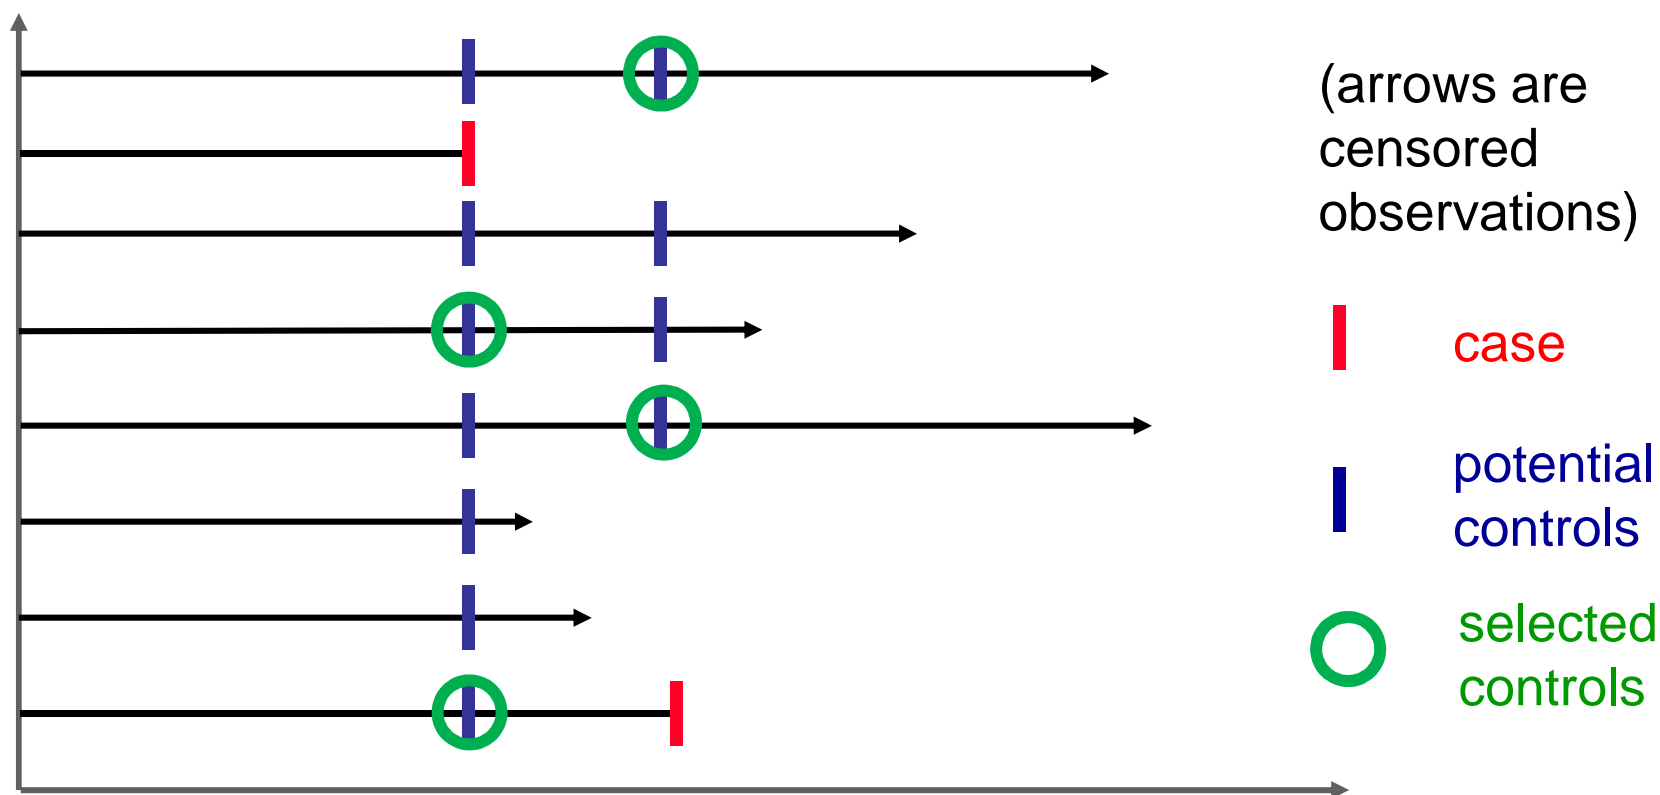 (arrows are
censored
observations)
case
potential
controls
selected
controls